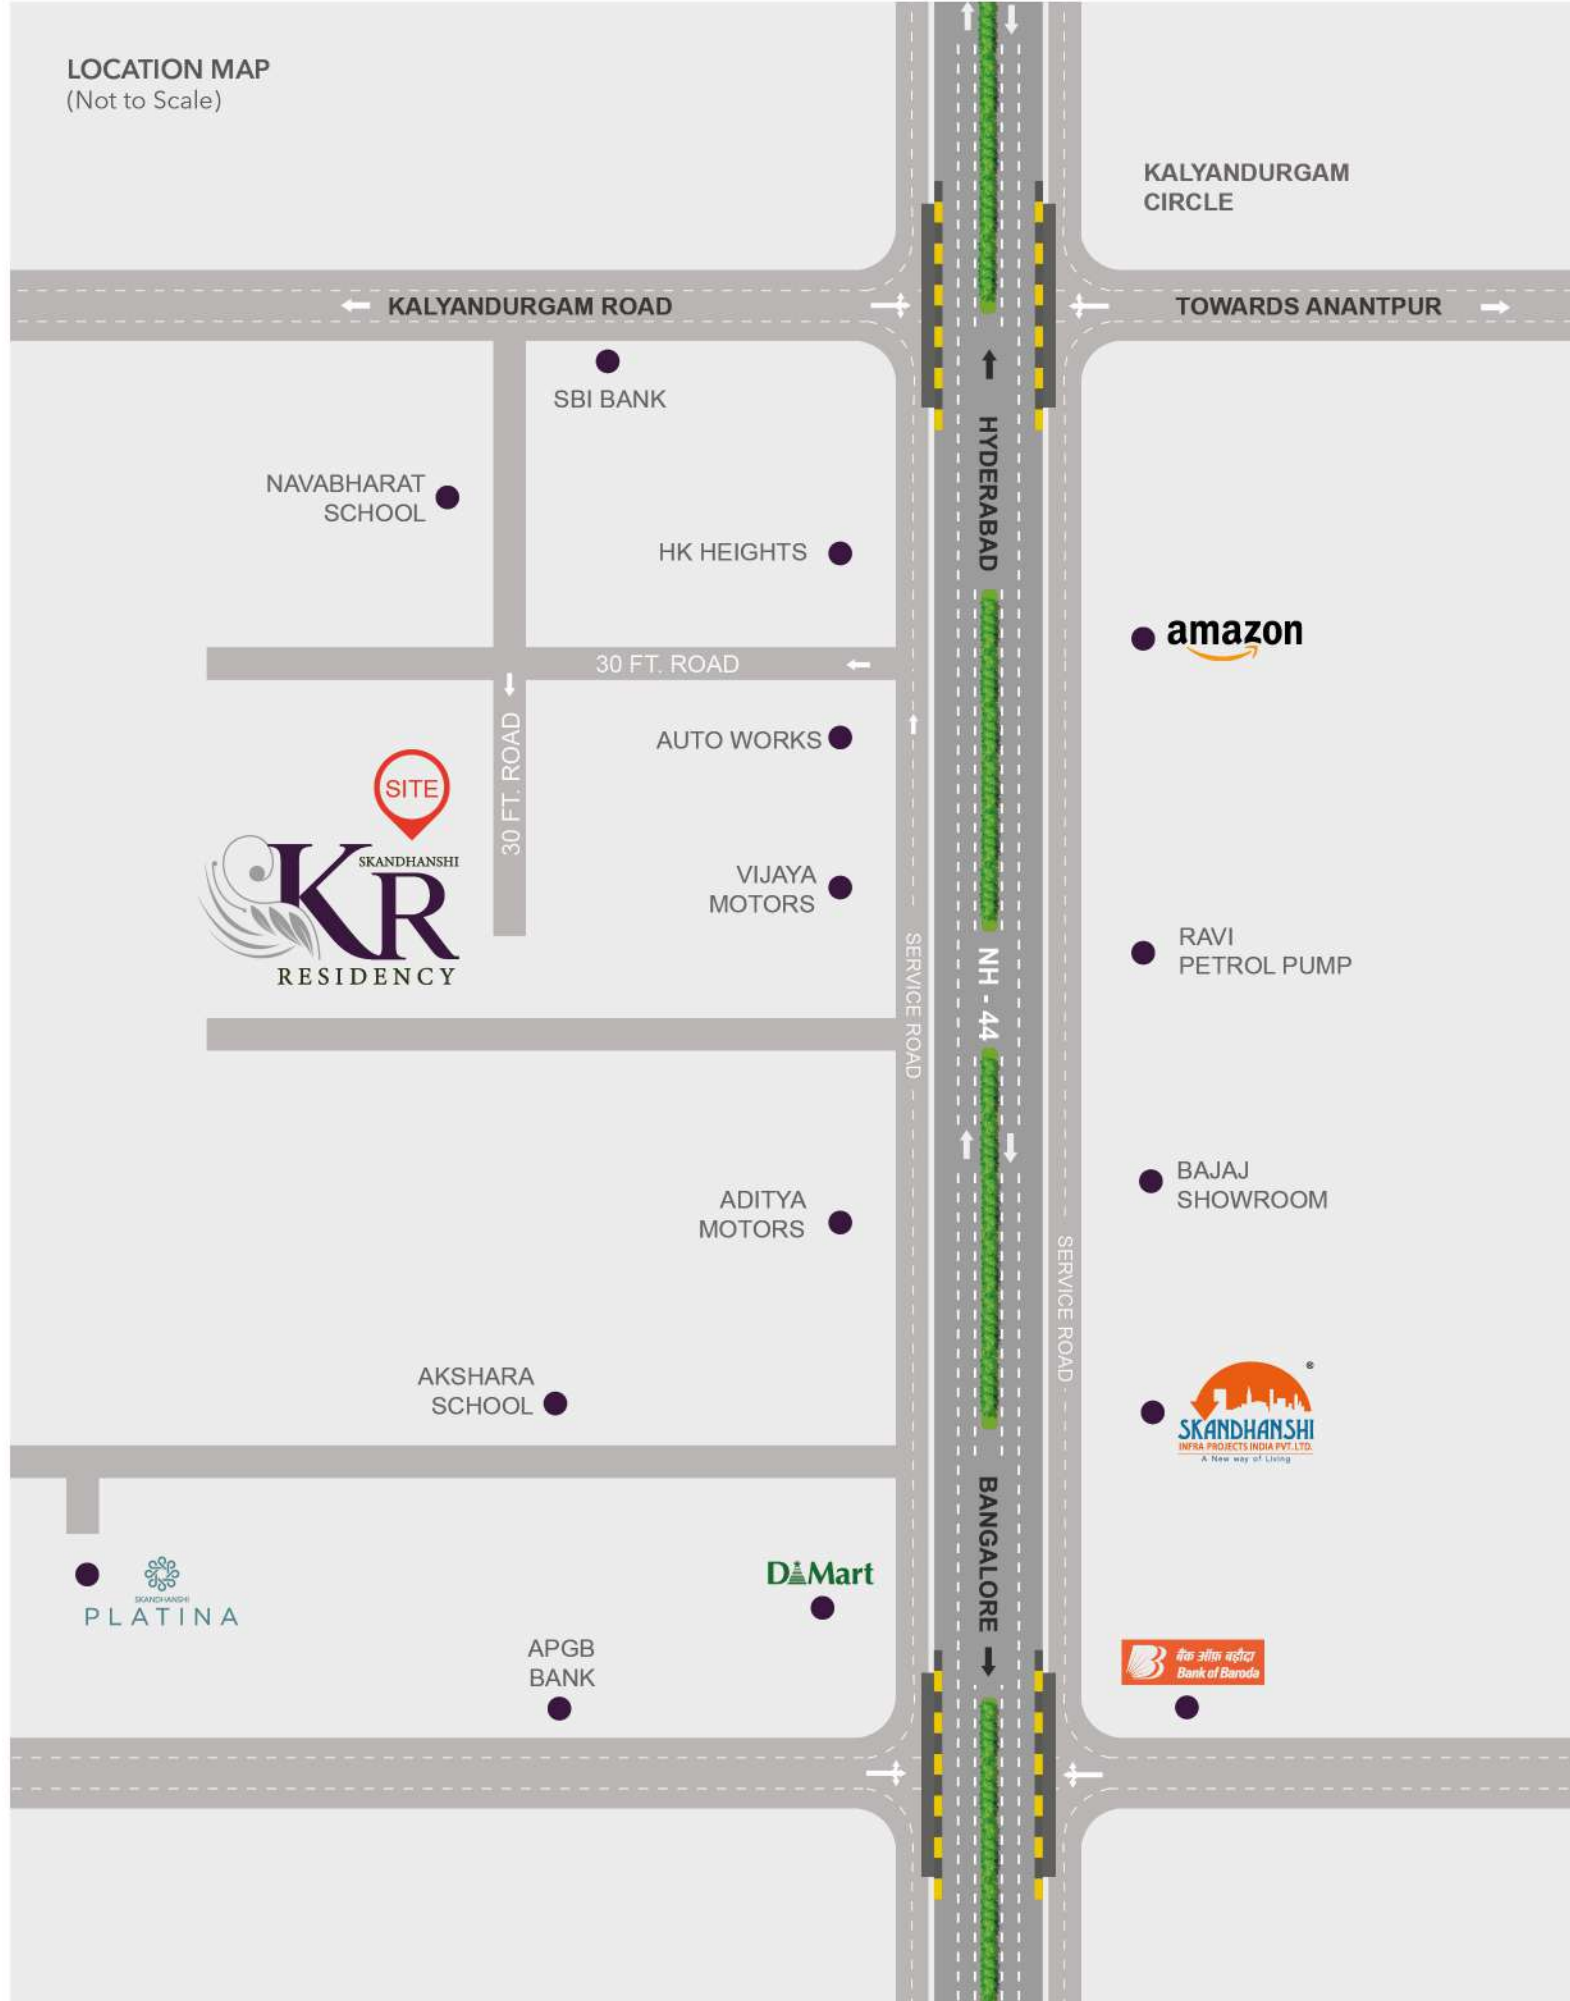 LOCATION MAP
(Not to Scale)
KALYANDURGAM
CIRCLE
KALYANDURGAM ROAD
TOWARDS ANANTPUR
SBI BANK
HYDERABAD
NAVABHARAT
SCHOOL
HK HEIGHTS
amazon
30 FT. ROAD
30 FT. ROAD
AUTO WORKS
SITE
SKANDHANSHI
KR
RESIDENCY
VIJAYA
MOTORS
SERVICE ROAD
NH - 44
RAVI
PETROL PUMP
BAJAJ
SHOWROOM
ADITYA
MOTORS
SERVICE ROAD
AKSHARA
SCHOOL
®
SKANDHANSHI
INFRA PROJECTS INDIA PVT. LTD.
A New way of Living
BANGALORE
SKANDHANSHI
PLATINA
D Mart
APGB
BANK
बैंक ऑफ़ बड़ौदा
Bank of Baroda